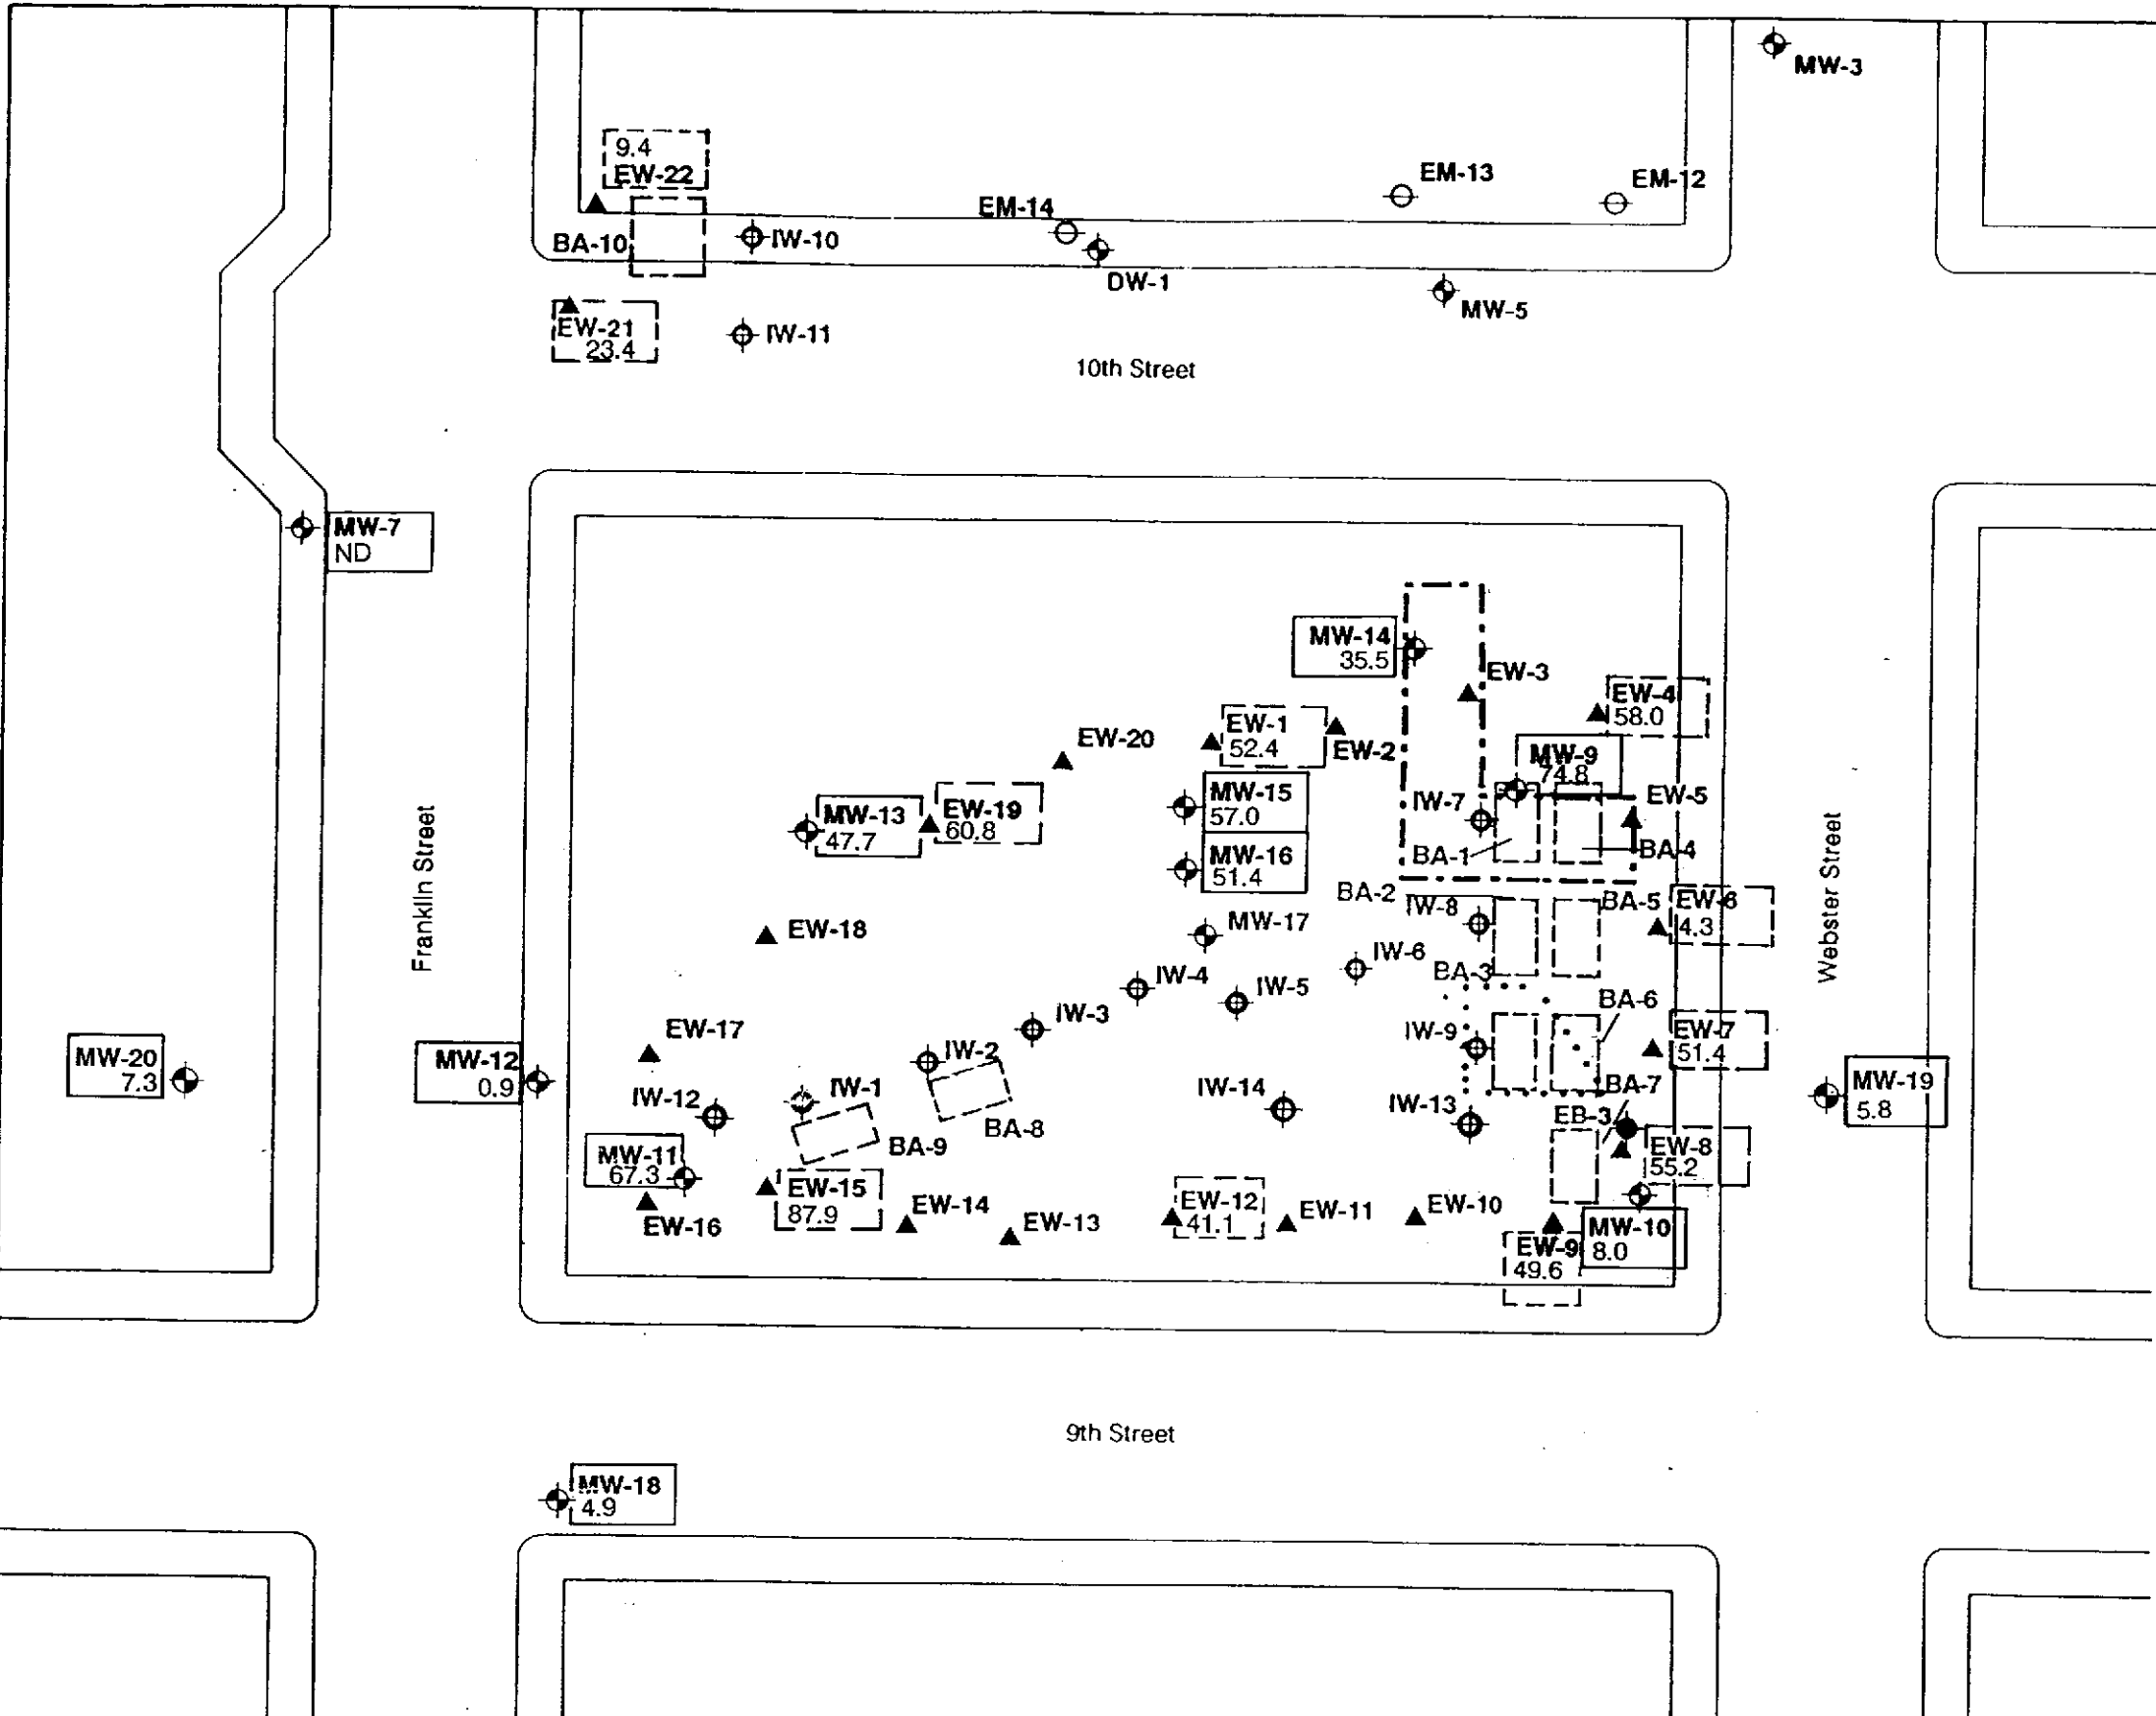 MW-3
9.4
EW-22
EM-13
EM-12
EM-14
BA-10
IW-10
DW-1
MW-5
EW-21
23.4
IW-11
10th Street
MW-7
ND
MW-14
35.5
EW-3
EW-4
58.0
EW-1
52.4
EW-2
EW-20
MW-9
74.8
MW-13
47.7
EW-19
60.8
MW-15
57.0
IW-7
EW-5
MW-16
51.4
BA-1
BA-4
Franklin Street
Webster Street
BA-2
IW-8
BA-5
EW-6
4.3
EW-18
MW-17
IW-6
BA-3
IW-4
IW-5
BA-6
IW-3
EW-17
IW-9
EW-7
51.4
MW-20
7.3
MW-12
0.9
IW-2
IW-1
IW-12
BA-8
IW-14
IW-13
BA-7
EB-3
MW-19
5.8
BA-9
MW-11
67.3
EW-8
55.2
EW-15
87.9
EW-16
EW-14
EW-13
EW-12
41.1
EW-11
EW-10
EW-9
49.6
MW-10
8.0
9th Street
MW-18
4.9